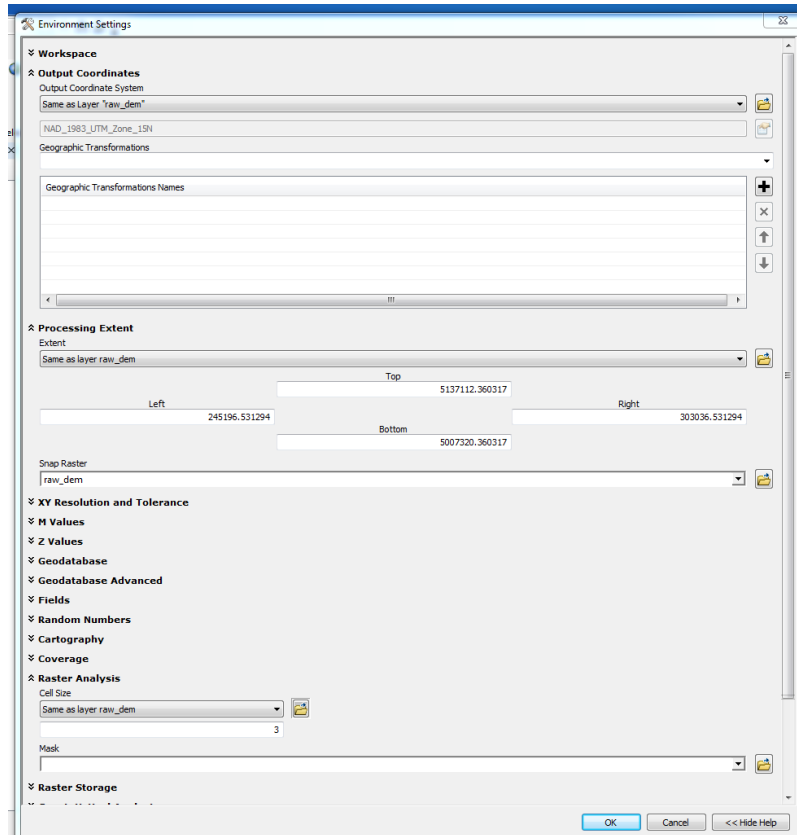 Environment Settings
Workspace
Output Coordinates
Output Coordinate System
Same as Layer "raw_dem"
NAD_1983_UTM_Zone_15N
Geographic Transformations
Geographic Transformations Names
Processing Extent
Extent
Same as layer raw_dem
Top
5137112.360317
Left
Right
245196.531294
303036.531294
Bottom
5007320.360317
Snap Raster
raw_dem
XY Resolution and Tolerance
M Values
Z Values
Geodatabase
Geodatabase Advanced
Fields
Random Numbers
Cartography
Coverage
Raster Analysis
Cell Size
Same as layer raw_dem
3
Mask
Raster Storage
OK
Cancel
<< Hide Help